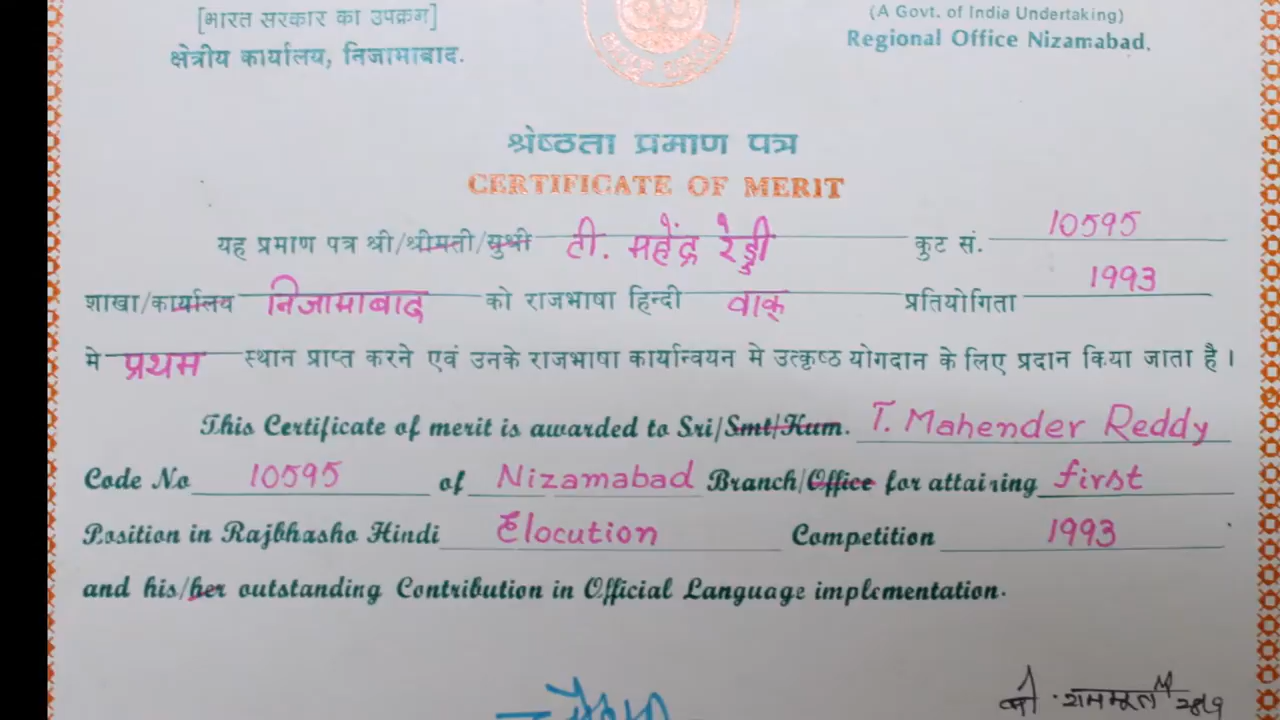 [भारत सरकार का उपक्रम]
(A Govt. of India Undertaking)
क्षेत्रीय कार्यालय, निजामाबाद.
Regional Office Nizamabad.
श्रेष्ठता प्रमाण पत्र
CERTIFICATE OF MERIT
यह प्रमाण पत्र श्री/श्रीमती/सुश्री टी. महेंद्र रेड्डी कुट सं. 10595
शाखा/कार्यालय निजामाबाद को राजभाषा हिन्दी वाक् प्रतियोगिता 1993
मे प्रथम स्थान प्राप्त करने एवं उनके राजभाषा कार्यान्वयन मे उत्कृष्ठ योगदान के लिए प्रदान किया जाता है।
This Certificate of merit is awarded to Sri/Smt/Kum. T. Mahender Reddy
Code No 10595 of Nizamabad Branch/Office for attaining first
Position in Rajbhasho Hindi Elocution Competition 1993
and his/her outstanding Contribution in Official Language implementation.